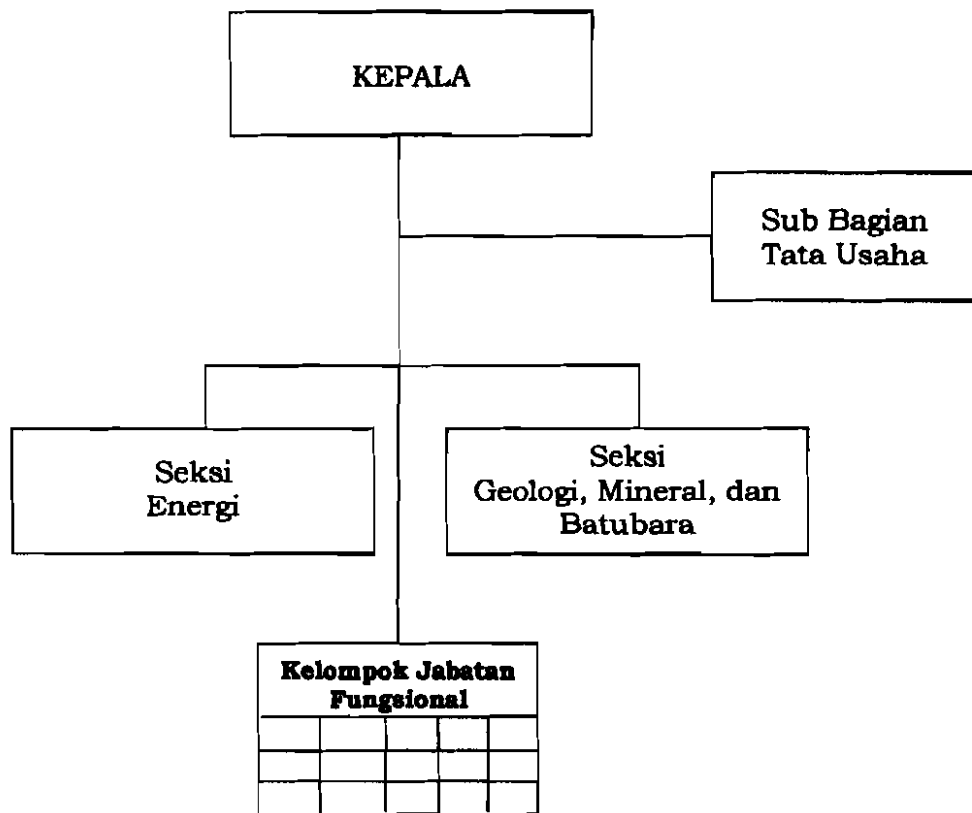 KEPALA
Sub Bagian
Tata Usaha
Seksi
Energi
Seksi
Geologi, Mineral, dan
Batubara
Kelompok Jabatan
Fungsional